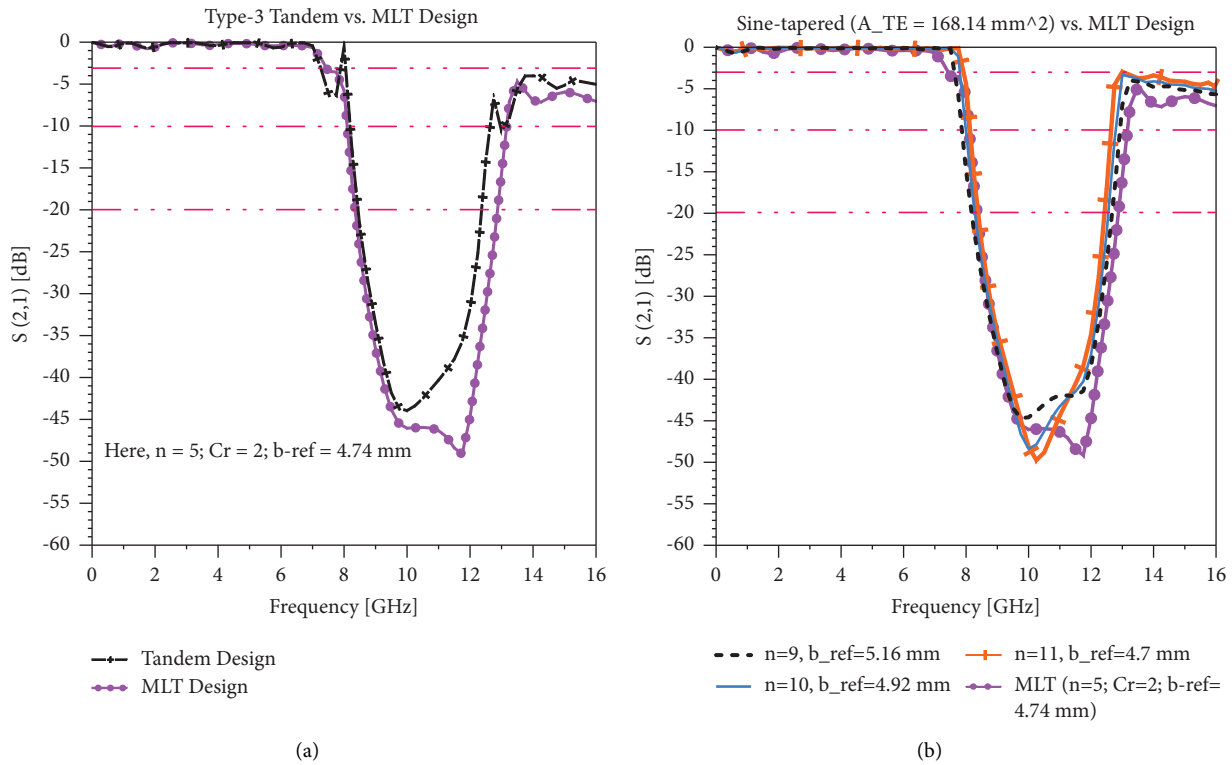 Type-3 Tandem vs. MLT Design
0
-5
-10
-15
-20
-25
-30
-35
-40
-45
-50
-55
-60
S (2,1) [dB]
Here, n = 5; Cr = 2; b-ref = 4.74 mm
0 2 4 6 8 10 12 14 16
Frequency [GHz]
Tandem Design
MLT Design
(a)
Sine-tapered (A_TE = 168.14 mm^2) vs. MLT Design
0
-5
-10
-15
-20
-25
-30
-35
-40
-45
-50
-55
-60
S (2,1) [dB]
0 2 4 6 8 10 12 14 16
Frequency [GHz]
n=9, b_ref=5.16 mm
n=10, b_ref=4.92 mm
n=11, b_ref=4.7 mm
MLT (n=5; Cr=2; b-ref=
4.74 mm)
(b)